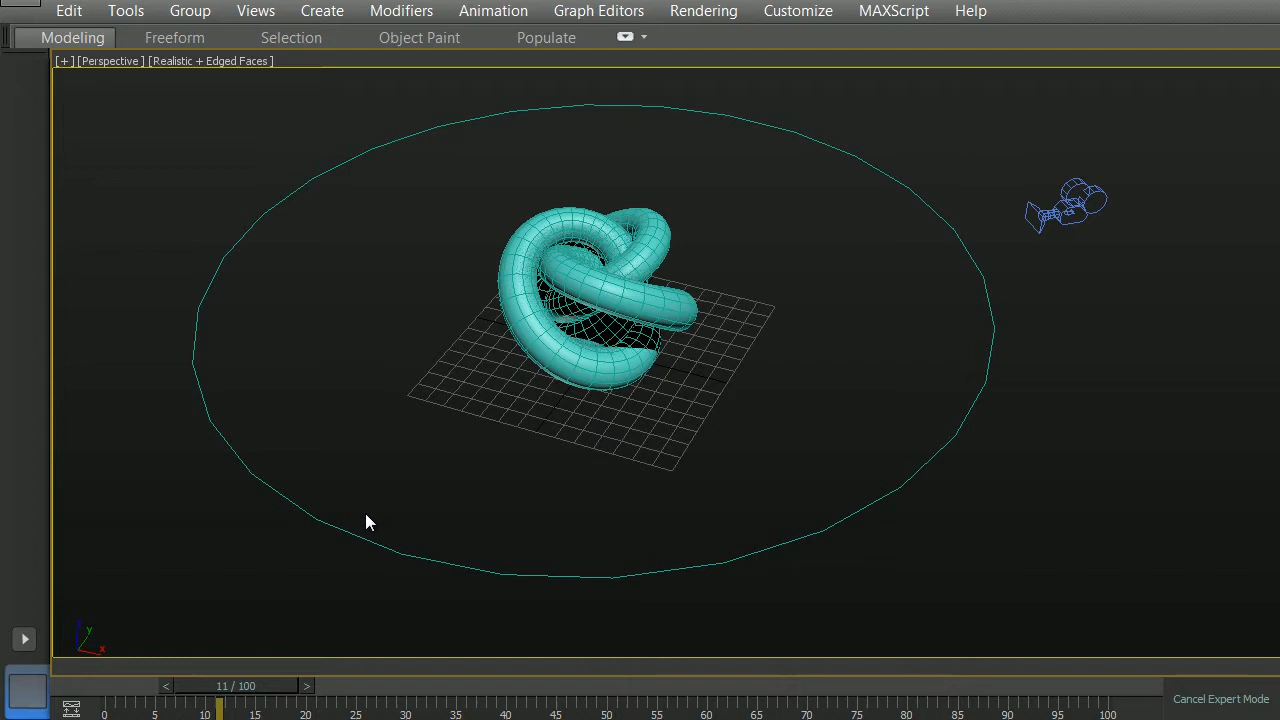 Edit Tools Group Views Create Modifiers Animation Graph Editors Rendering Customize MAXScript Help
Modeling Freeform Selection Object Paint Populate
[+][Perspective][Realistic + Edged Faces]
y
x
< 11 / 100 >
Cancel Expert Mode
0 5 10 15 20 25 30 35 40 45 50 55 60 65 70 75 80 85 90 95 100